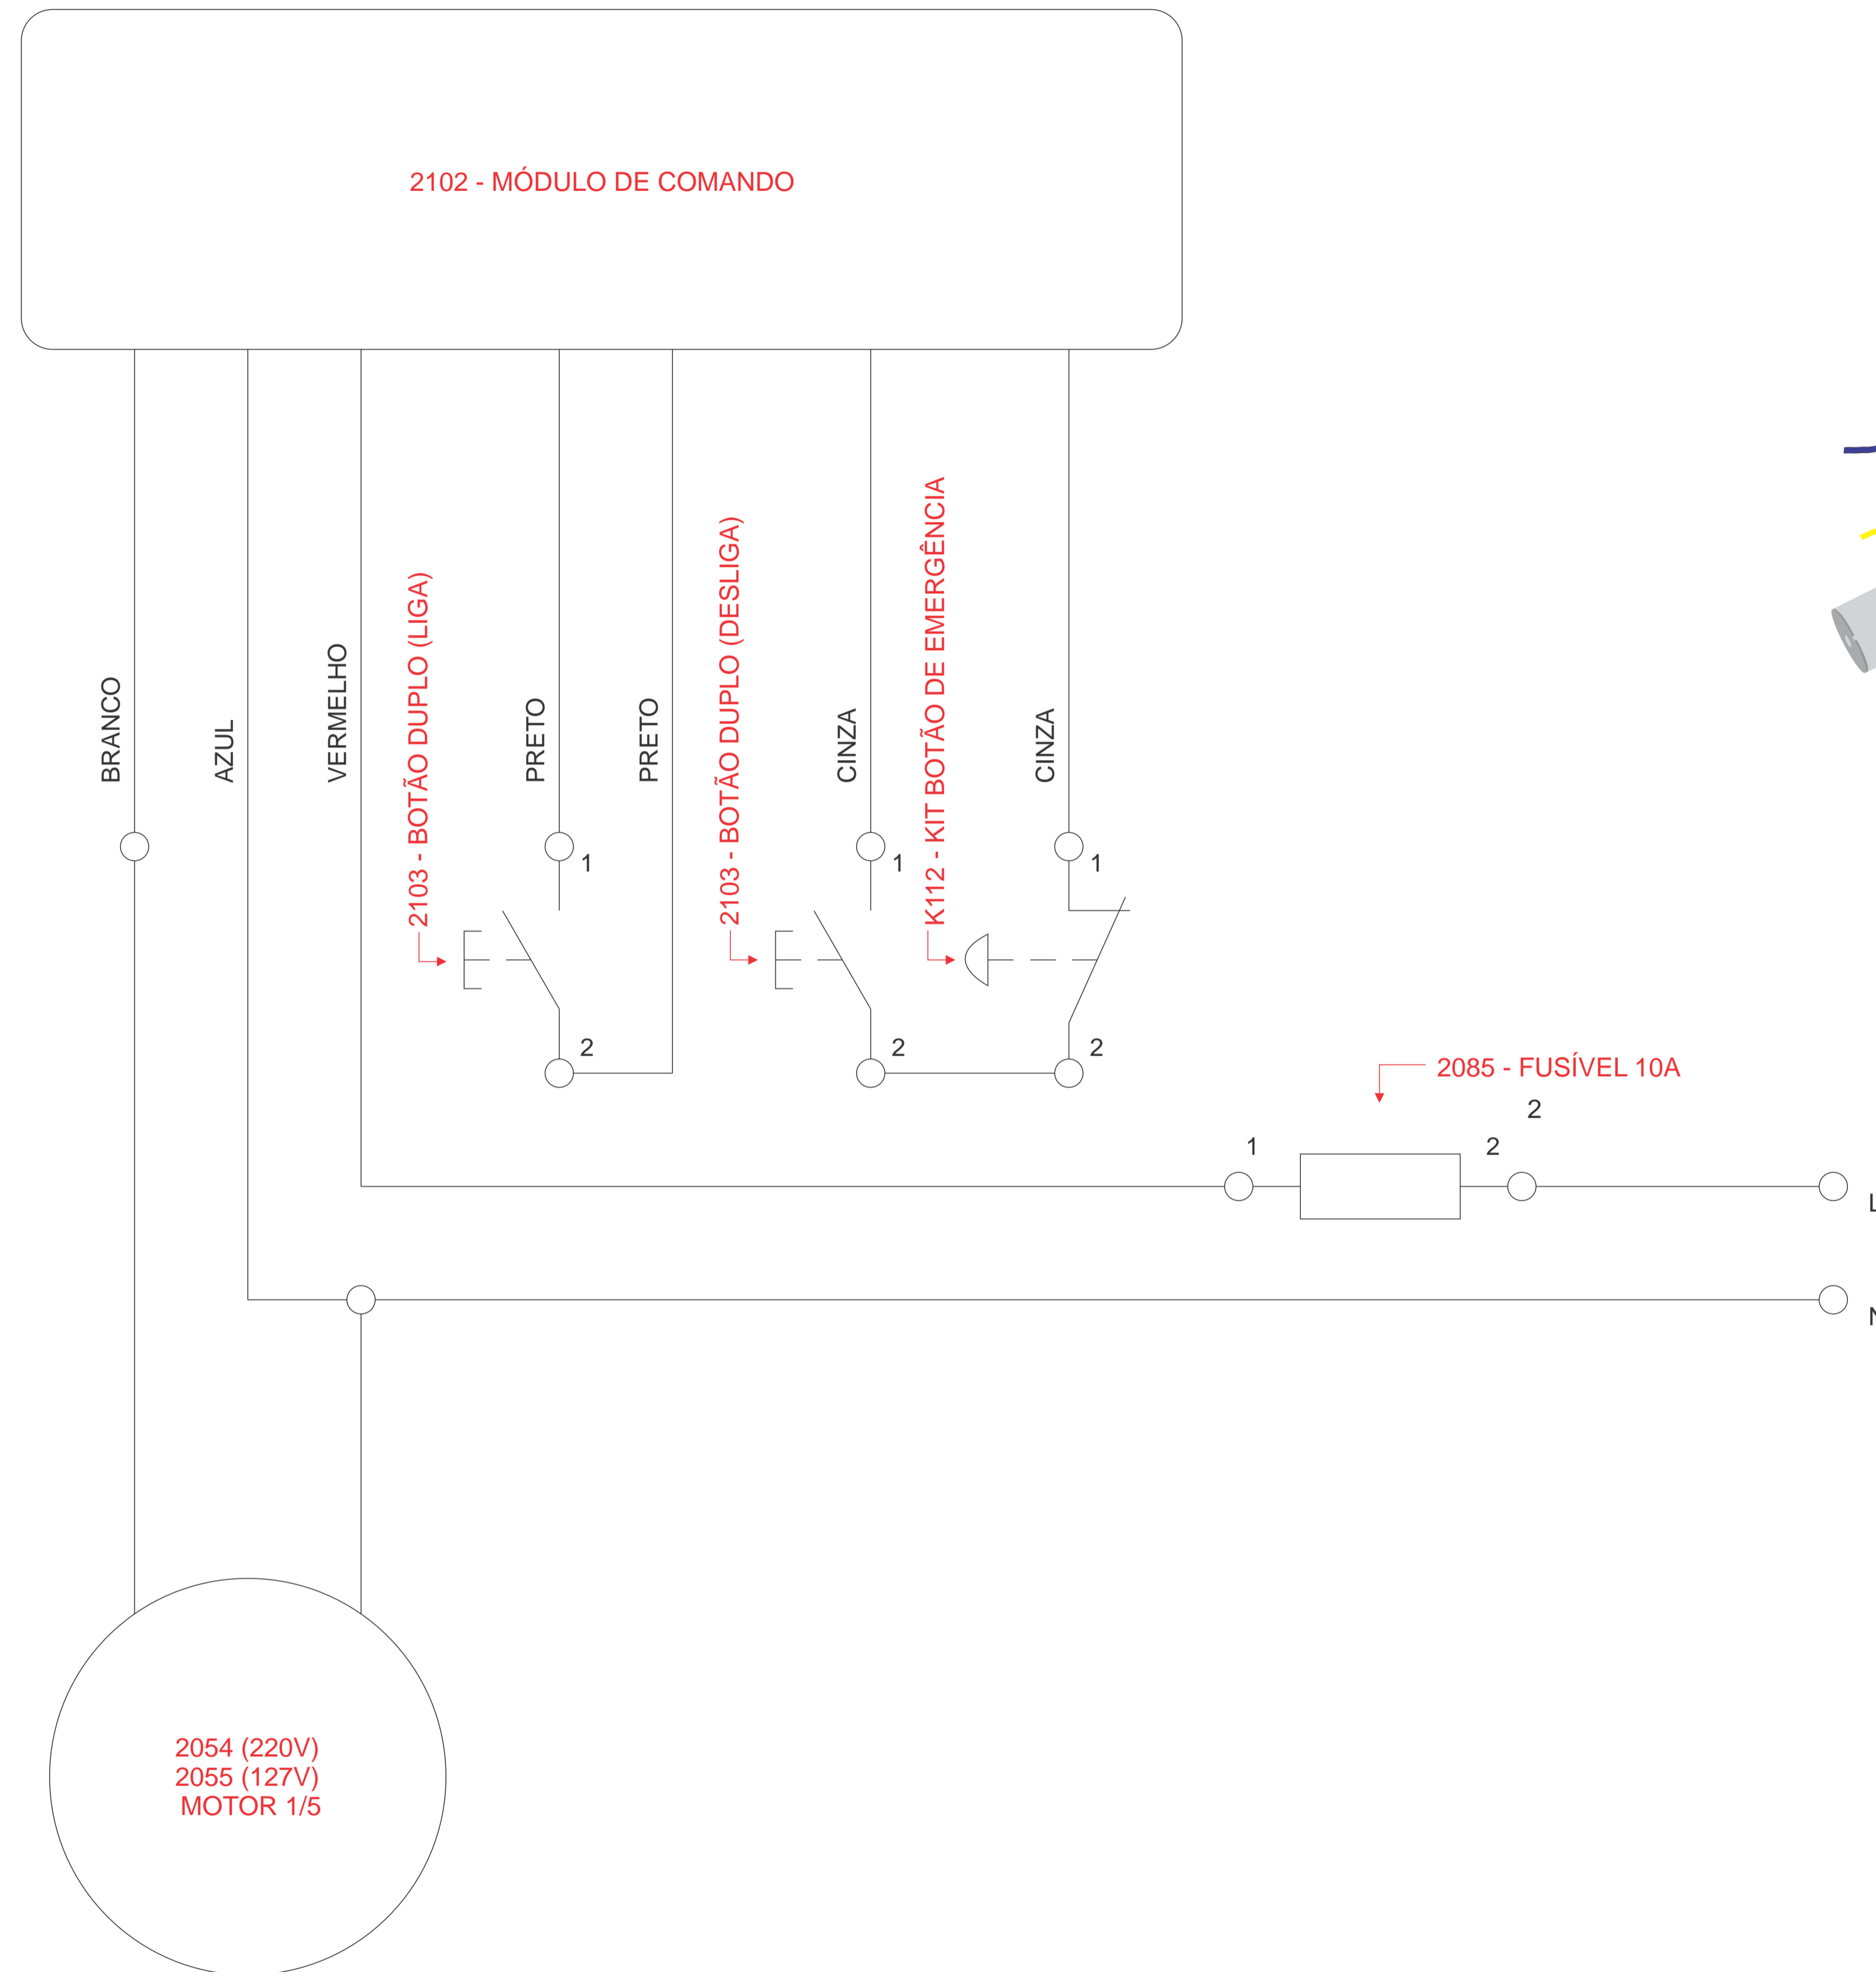 2102 - MÓDULO DE COMANDO
BRANCO
AZUL
VERMELHO
2103 - BOTÃO DUPLO (LIGA)
PRETO
PRETO
2103 - BOTÃO DUPLO (DESLIGA)
CINZA
K112 - KIT BOTÃO DE EMERGÊNCIA
CINZA
1
1
1
2
2
2
2085 - FUSÍVEL 10A
2
1
2
L
2054 (220V)
2055 (127V)
MOTOR 1/5